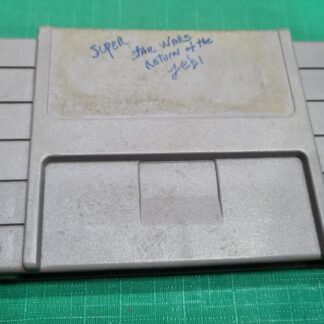 Super STAR WARS
Return of the
Jedi